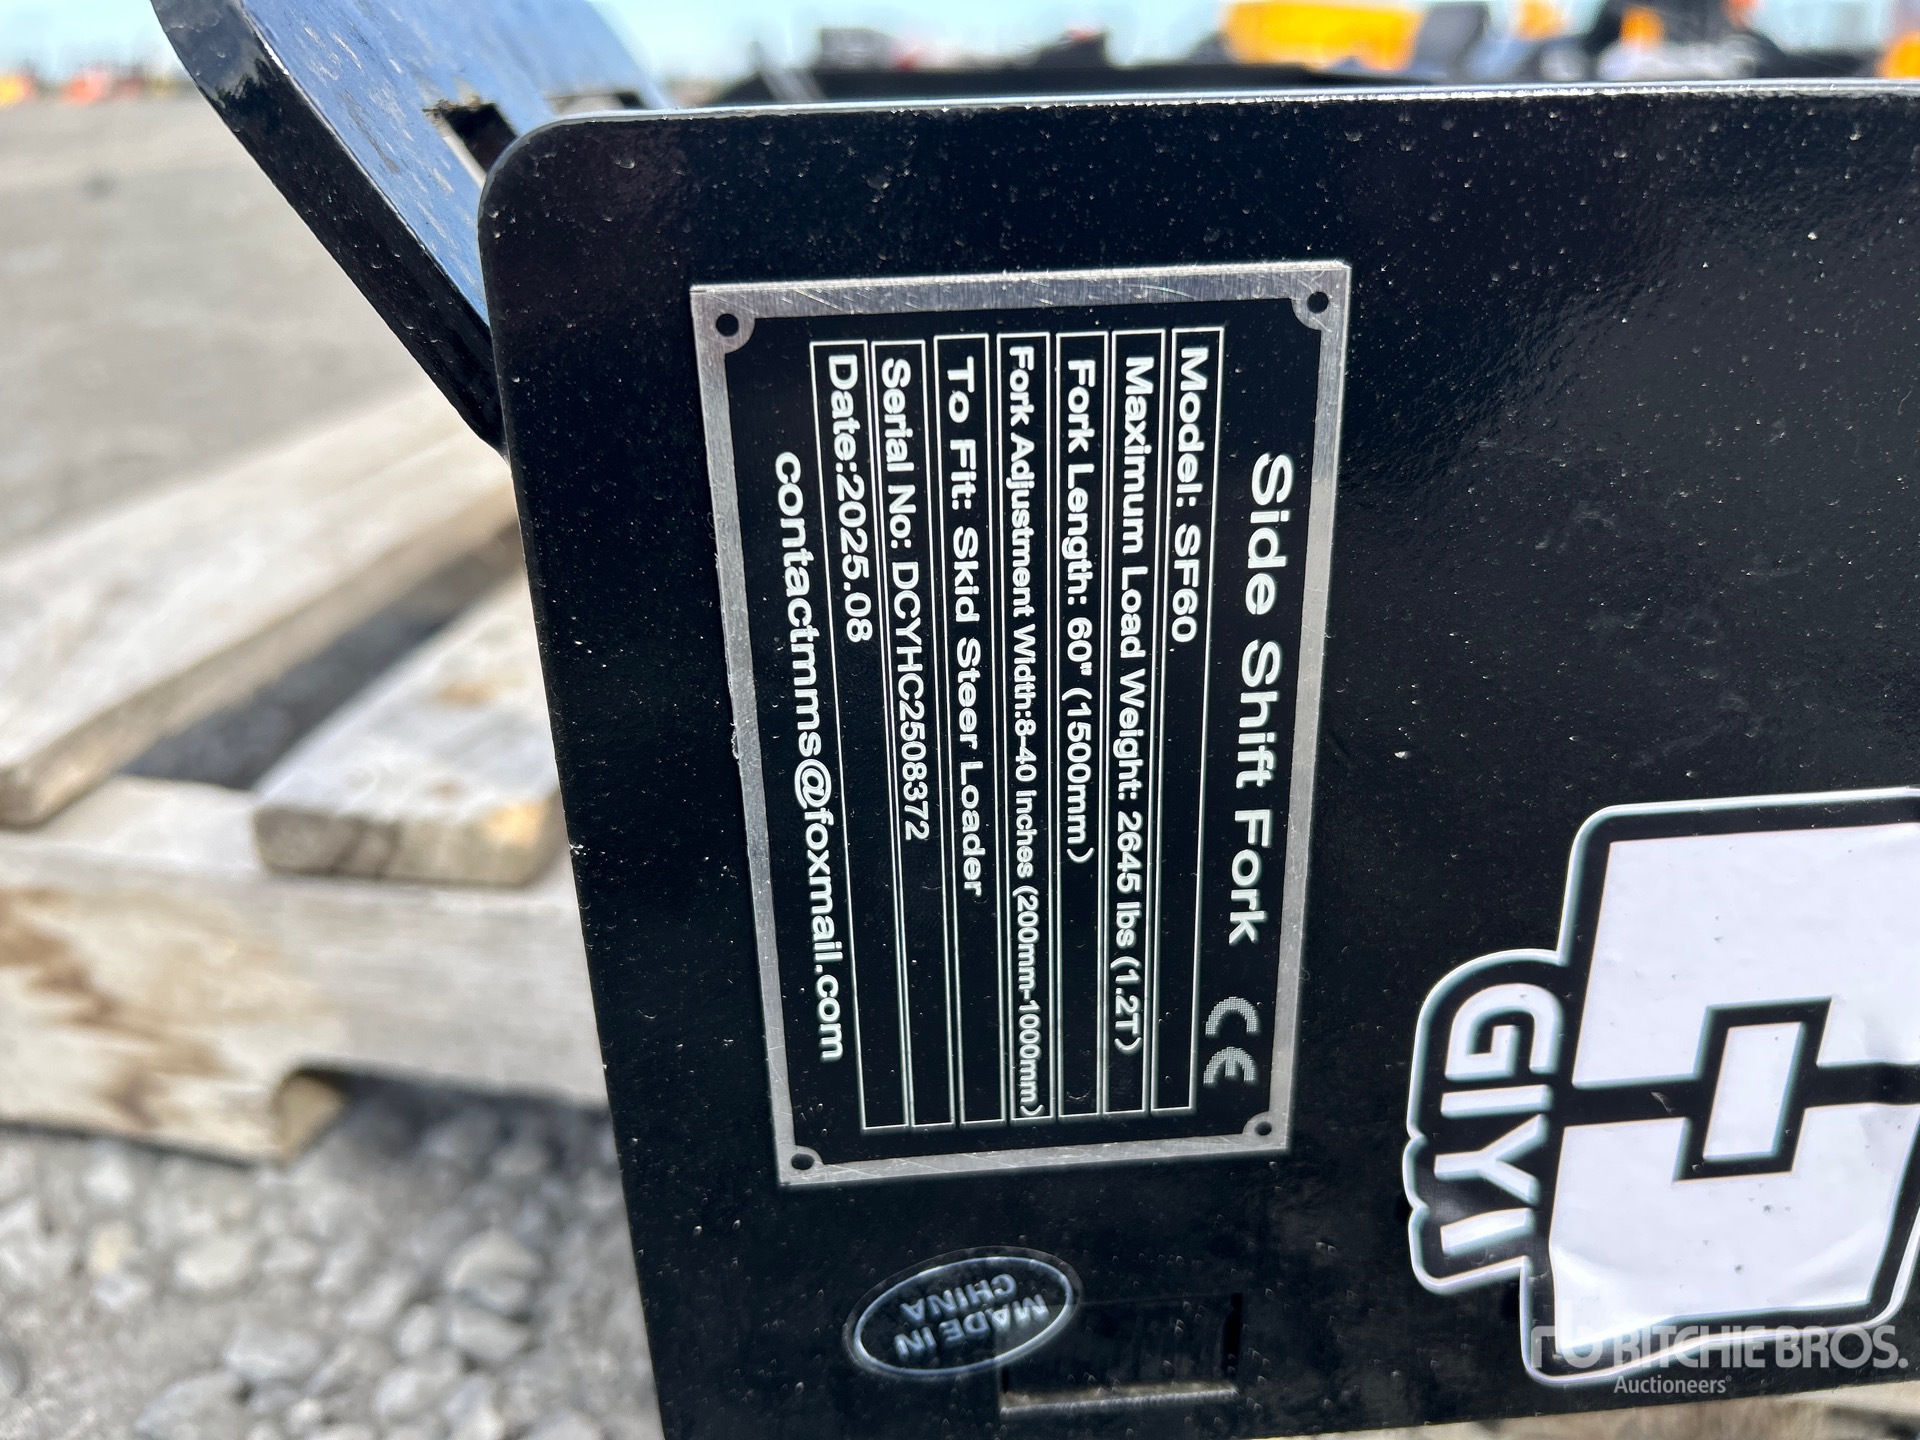 Side Shift Fork CE
Model: SF60
Maximum Load Weight: 2645 lbs (1.2T)
Fork Length: 60" (1500mm)
Fork Adjustment Width:8-40 inches (200mm-1000mm)
To Fit: Skid Steer Loader
Serial No: DCYHC2508372
Date:2025.08
contactmms@foxmail.com
MADE IN
CHINA
GIYI
RITCHIE BROS.
Auctioneers